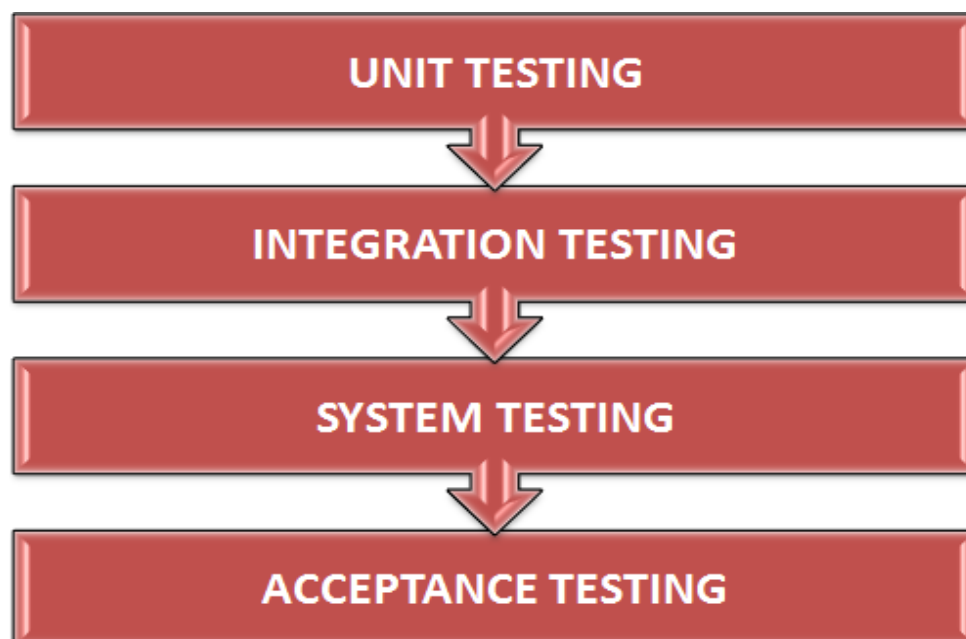 UNIT TESTING
INTEGRATION TESTING
SYSTEM TESTING
ACCEPTANCE TESTING